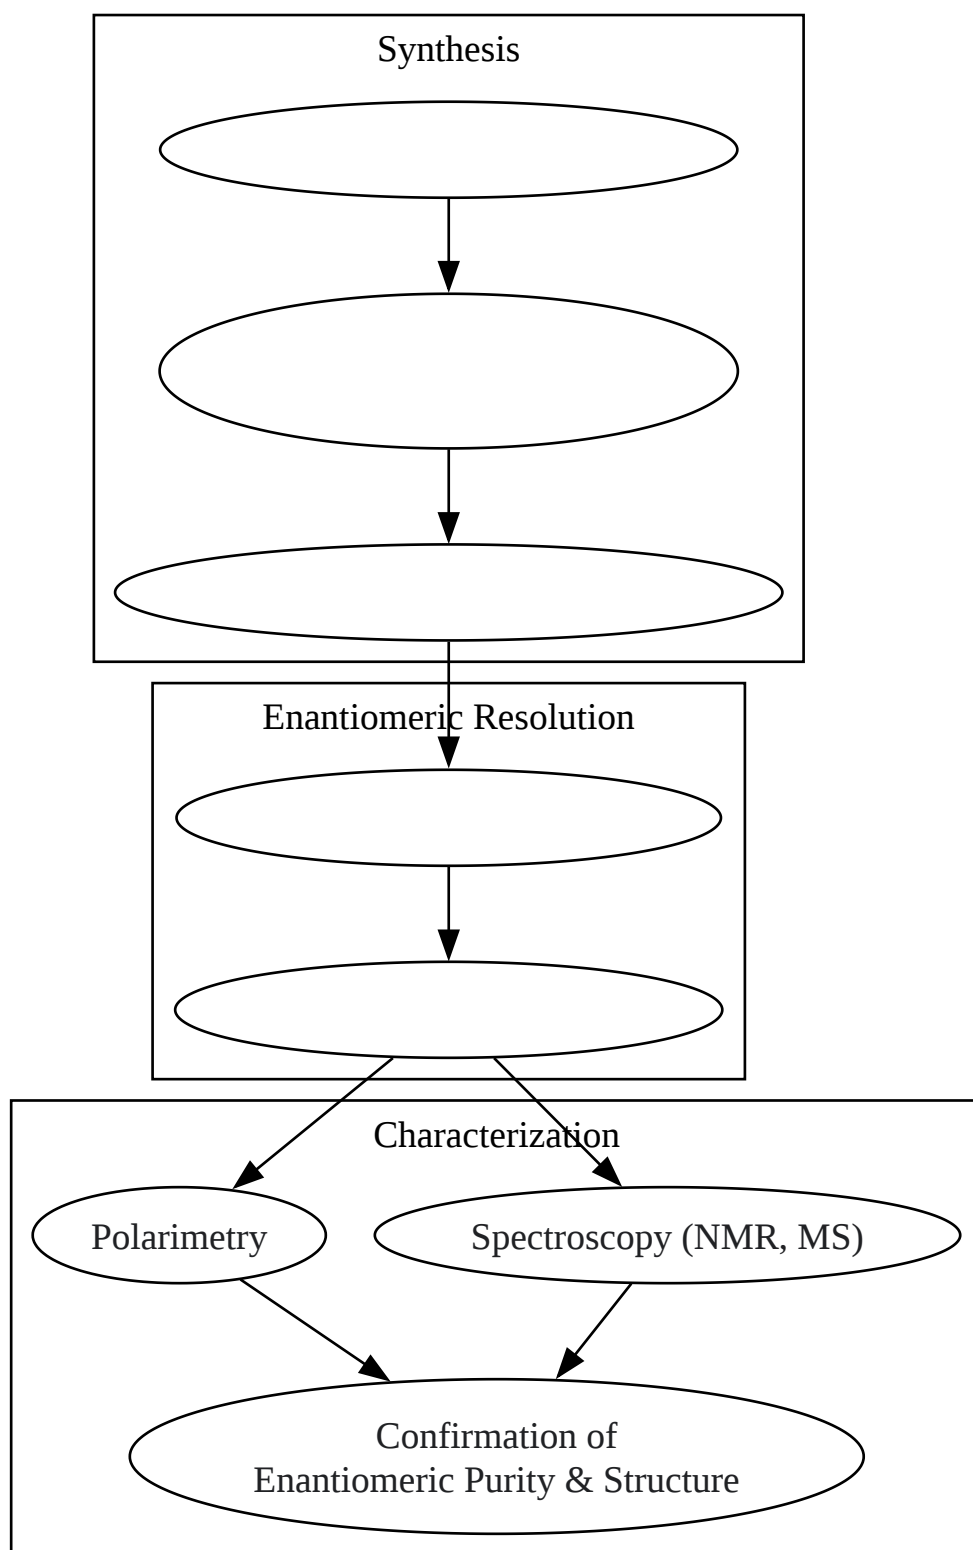 Synthesis
Enantiomeric Resolution
Characterization
Polarimetry
Spectroscopy (NMR, MS)
Confirmation of
Enantiomeric Purity & Structure